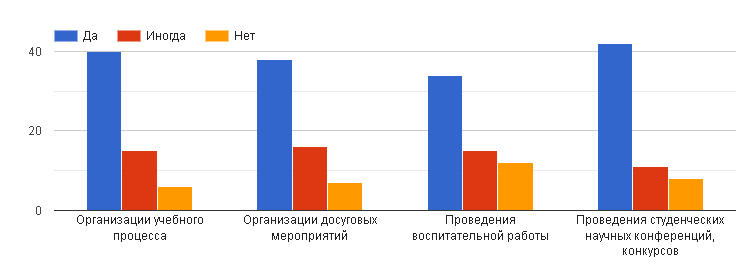 Да Иногда Нет
40
20
0
Организации учебного
процесса
Организации досуговых
мероприятий
Проведения
воспитательной работы
Проведения студенческих
научных конференций,
конкурсов